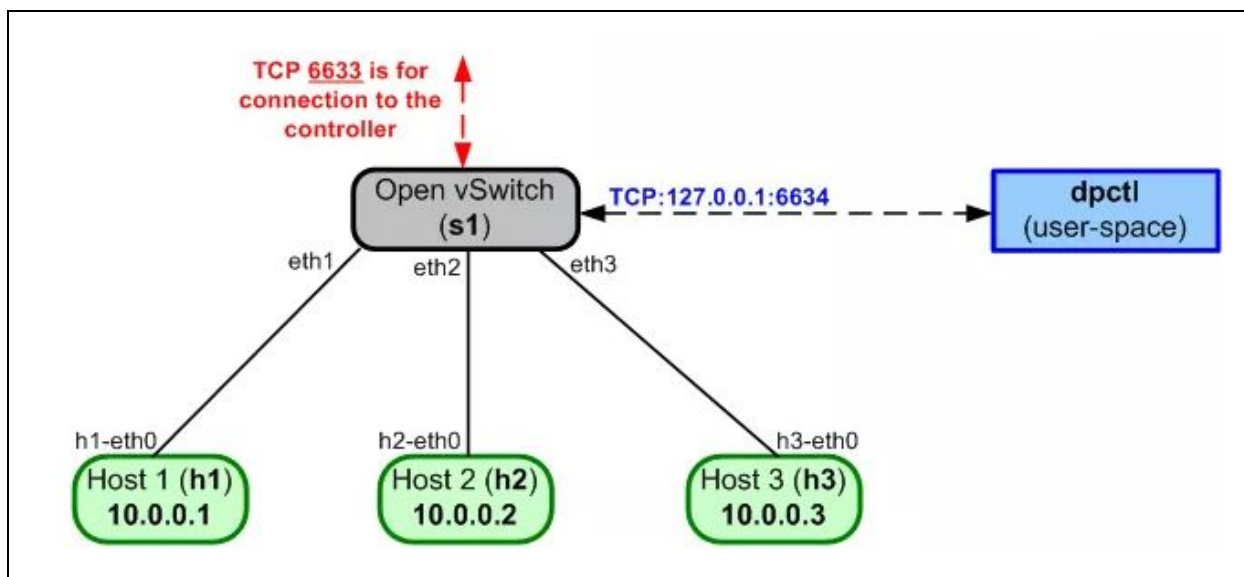 TCP 6633 is for
connection to the
controller
Open vSwitch
(s1)
TCP:127.0.0.1:6634
dpctl
(user-space)
eth1
eth2
eth3
h1-eth0
h2-eth0
h3-eth0
Host 1 (h1)
10.0.0.1
Host 2 (h2)
10.0.0.2
Host 3 (h3)
10.0.0.3